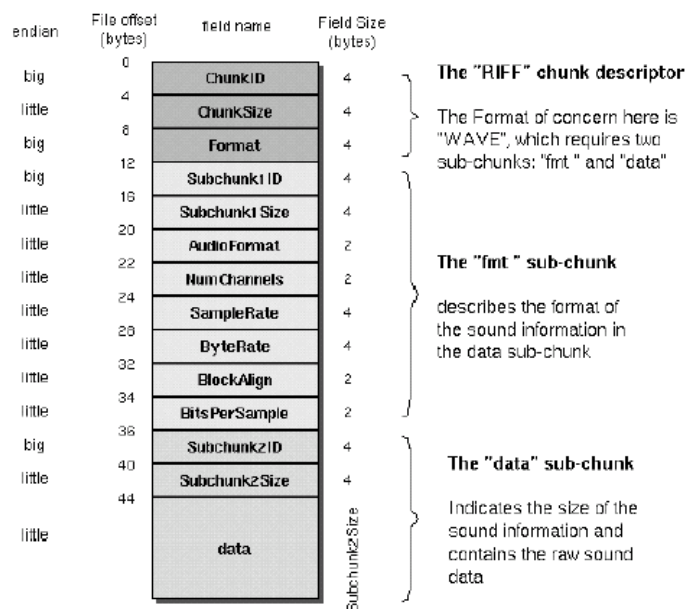 endian File offset (bytes) field name Field Size (bytes)
0
big ChunkID 4
4
little ChunkSize 4
8
big Format 4
12
big Subchunk1 ID 4
16
little Subchunk1 Size 4
20
little AudioFormat 2
22
little NumChannels 2
24
little SampleRate 4
28
little ByteRate 4
32
little BlockAlign 2
34
little BitsPerSample 2
36
big Subchunk2ID 4
40
little Subchunk2Size 4
44
little data Subchunk2Size
The "RIFF" chunk descriptor
The Format of concern here is
"WAVE", which requires two
sub-chunks: "fmt " and "data"
The "fmt " sub-chunk
describes the format of
the sound information in
the data sub-chunk
The "data" sub-chunk
Indicates the size of the
sound information and
contains the raw sound
data